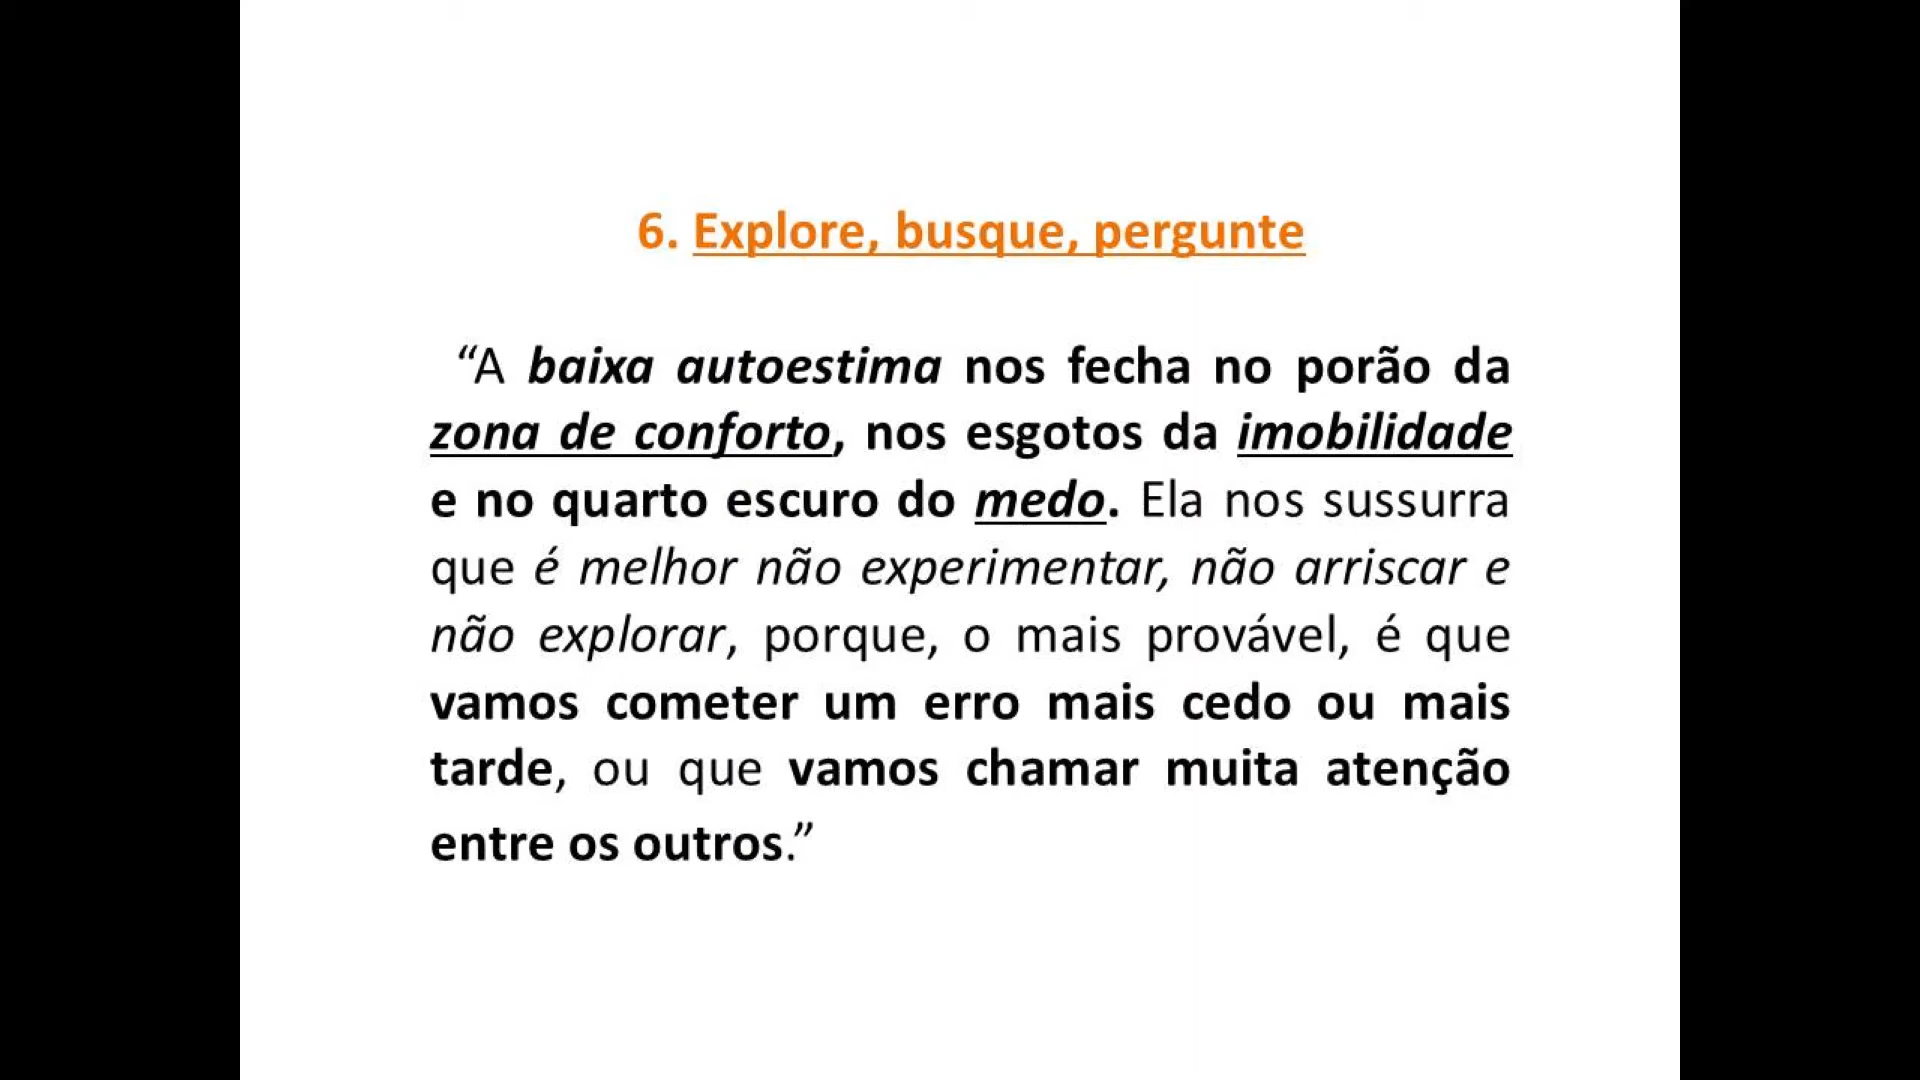 6. Explore, busque, pergunte
“A baixa autoestima nos fecha no porão da
zona de conforto, nos esgotos da imobilidade
e no quarto escuro do medo. Ela nos sussurra
que é melhor não experimentar, não arriscar e
não explorar, porque, o mais provável, é que
vamos cometer um erro mais cedo ou mais
tarde, ou que vamos chamar muita atenção
entre os outros.”